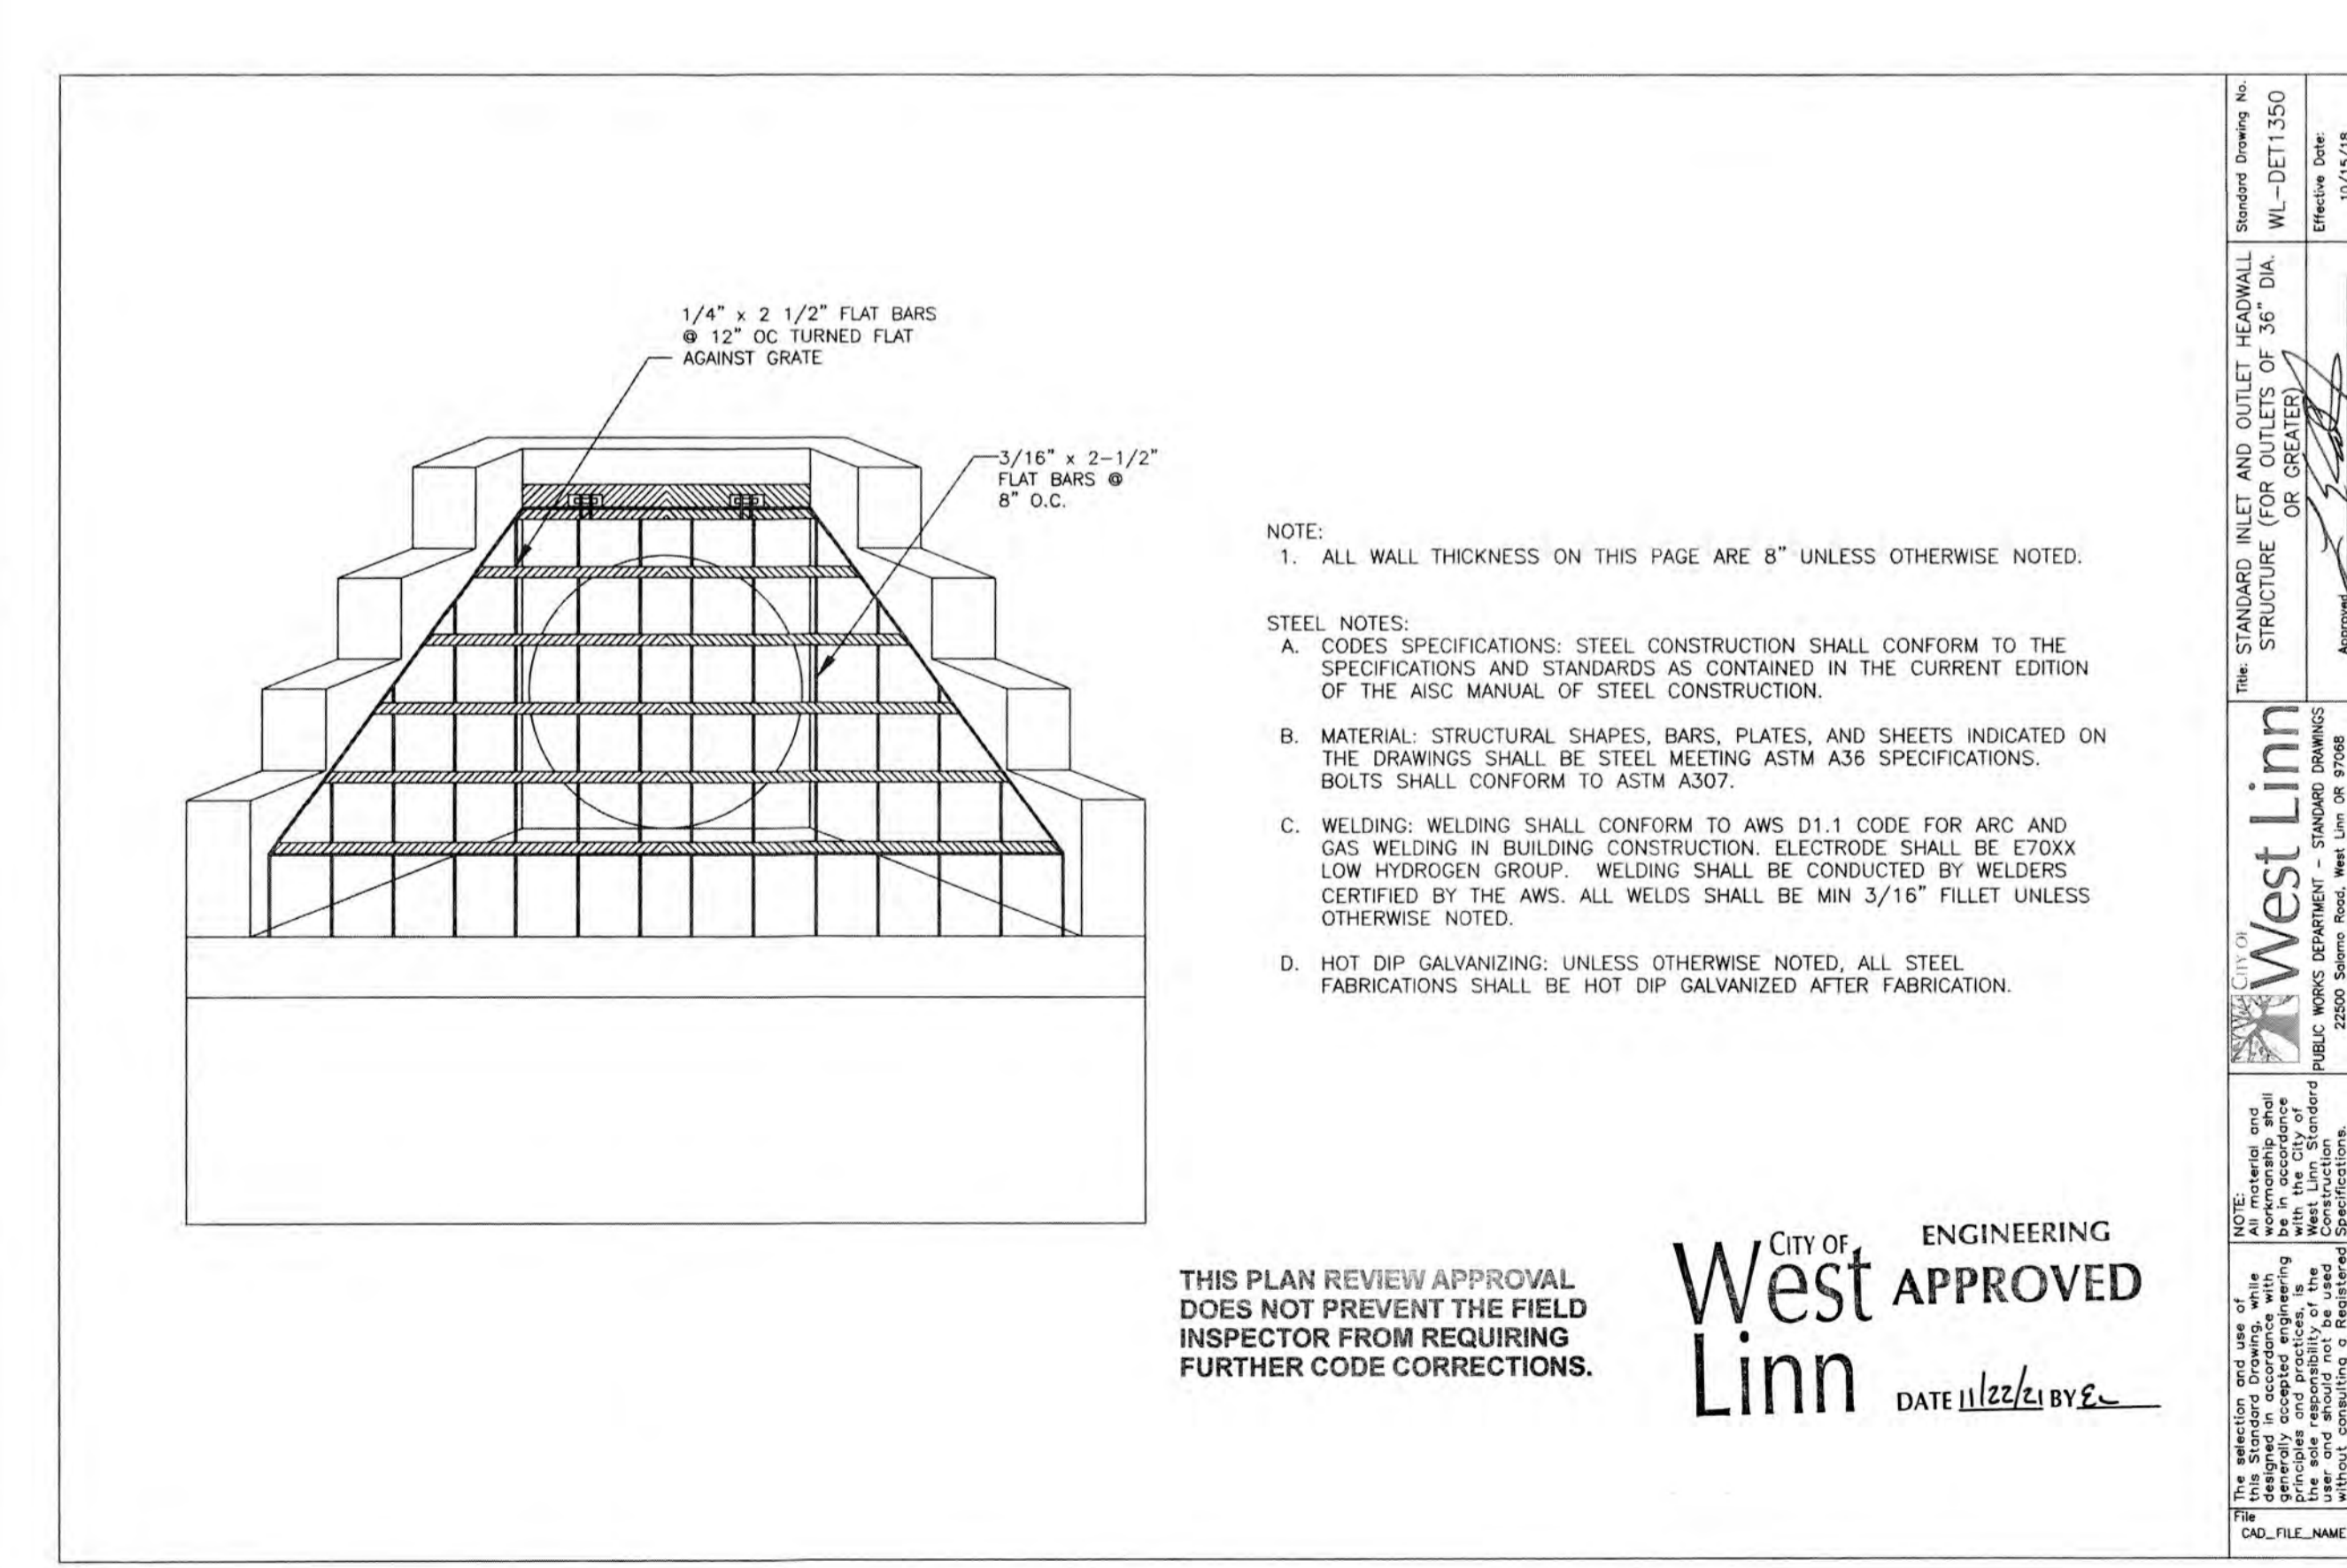 1/4" x 2 1/2" FLAT BARS
@ 12" OC TURNED FLAT
AGAINST GRATE
3/16" x 2-1/2"
FLAT BARS @
8" O.C.
NOTE:
1. ALL WALL THICKNESS ON THIS PAGE ARE 8" UNLESS OTHERWISE NOTED.
STEEL NOTES:
A. CODES SPECIFICATIONS: STEEL CONSTRUCTION SHALL CONFORM TO THE
SPECIFICATIONS AND STANDARDS AS CONTAINED IN THE CURRENT EDITION
OF THE AISC MANUAL OF STEEL CONSTRUCTION.
B. MATERIAL: STRUCTURAL SHAPES, BARS, PLATES, AND SHEETS INDICATED ON
THE DRAWINGS SHALL BE STEEL MEETING ASTM A36 SPECIFICATIONS.
BOLTS SHALL CONFORM TO ASTM A307.
C. WELDING: WELDING SHALL CONFORM TO AWS D1.1 CODE FOR ARC AND
GAS WELDING IN BUILDING CONSTRUCTION. ELECTRODE SHALL BE E70XX
LOW HYDROGEN GROUP. WELDING SHALL BE CONDUCTED BY WELDERS
CERTIFIED BY THE AWS. ALL WELDS SHALL BE MIN 3/16" FILLET UNLESS
OTHERWISE NOTED.
D. HOT DIP GALVANIZING: UNLESS OTHERWISE NOTED, ALL STEEL
FABRICATIONS SHALL BE HOT DIP GALVANIZED AFTER FABRICATION.
THIS PLAN REVIEW APPROVAL
DOES NOT PREVENT THE FIELD
INSPECTOR FROM REQUIRING
FURTHER CODE CORRECTIONS.
CITY OF
West
Linn
ENGINEERING
APPROVED
DATE 11/22/21 BY
Standard Drawing No.
WL-DET1350
Effective Date:
10/15/18
Title: STANDARD INLET AND OUTLET HEADWALL
STRUCTURE (FOR OUTLETS OF 36" DIA.
OR GREATER)
Approved
CITY OF
West Linn
PUBLIC WORKS DEPARTMENT - STANDARD DRAWINGS
22500 Salamo Road, West Linn OR 97068
NOTE:
All material and
workmanship shall
be in accordance
with the City of
West Linn Standard
Construction
Specifications.
The selection and use of
this Standard Drawing, while
designed in accordance with
generally accepted engineering
principles and practices, is
the sole responsibility of the
user and should not be used
without consulting a Registered
File
CAD_FILE_NAME